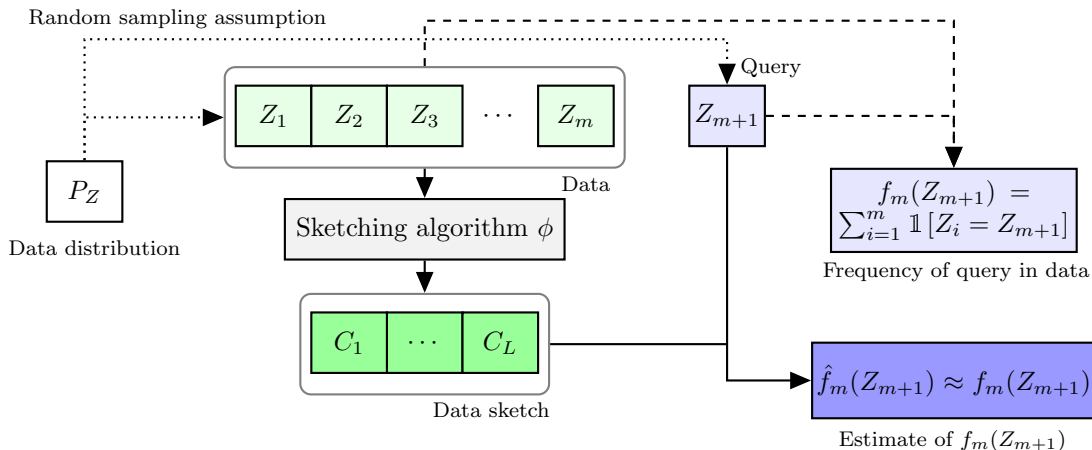 Random sampling assumption
Query
Z_1 Z_2 Z_3 ⋯ Z_m
Z_{m+1}
Data
P_Z
Data distribution
f_m(Z_{m+1}) =
∑_{i=1}^{m} 𝟙 [Z_i = Z_{m+1}]
Frequency of query in data
Sketching algorithm ϕ
C_1 ⋯ C_L
Data sketch
\hat{f}_m(Z_{m+1}) ≈ f_m(Z_{m+1})
Estimate of f_m(Z_{m+1})